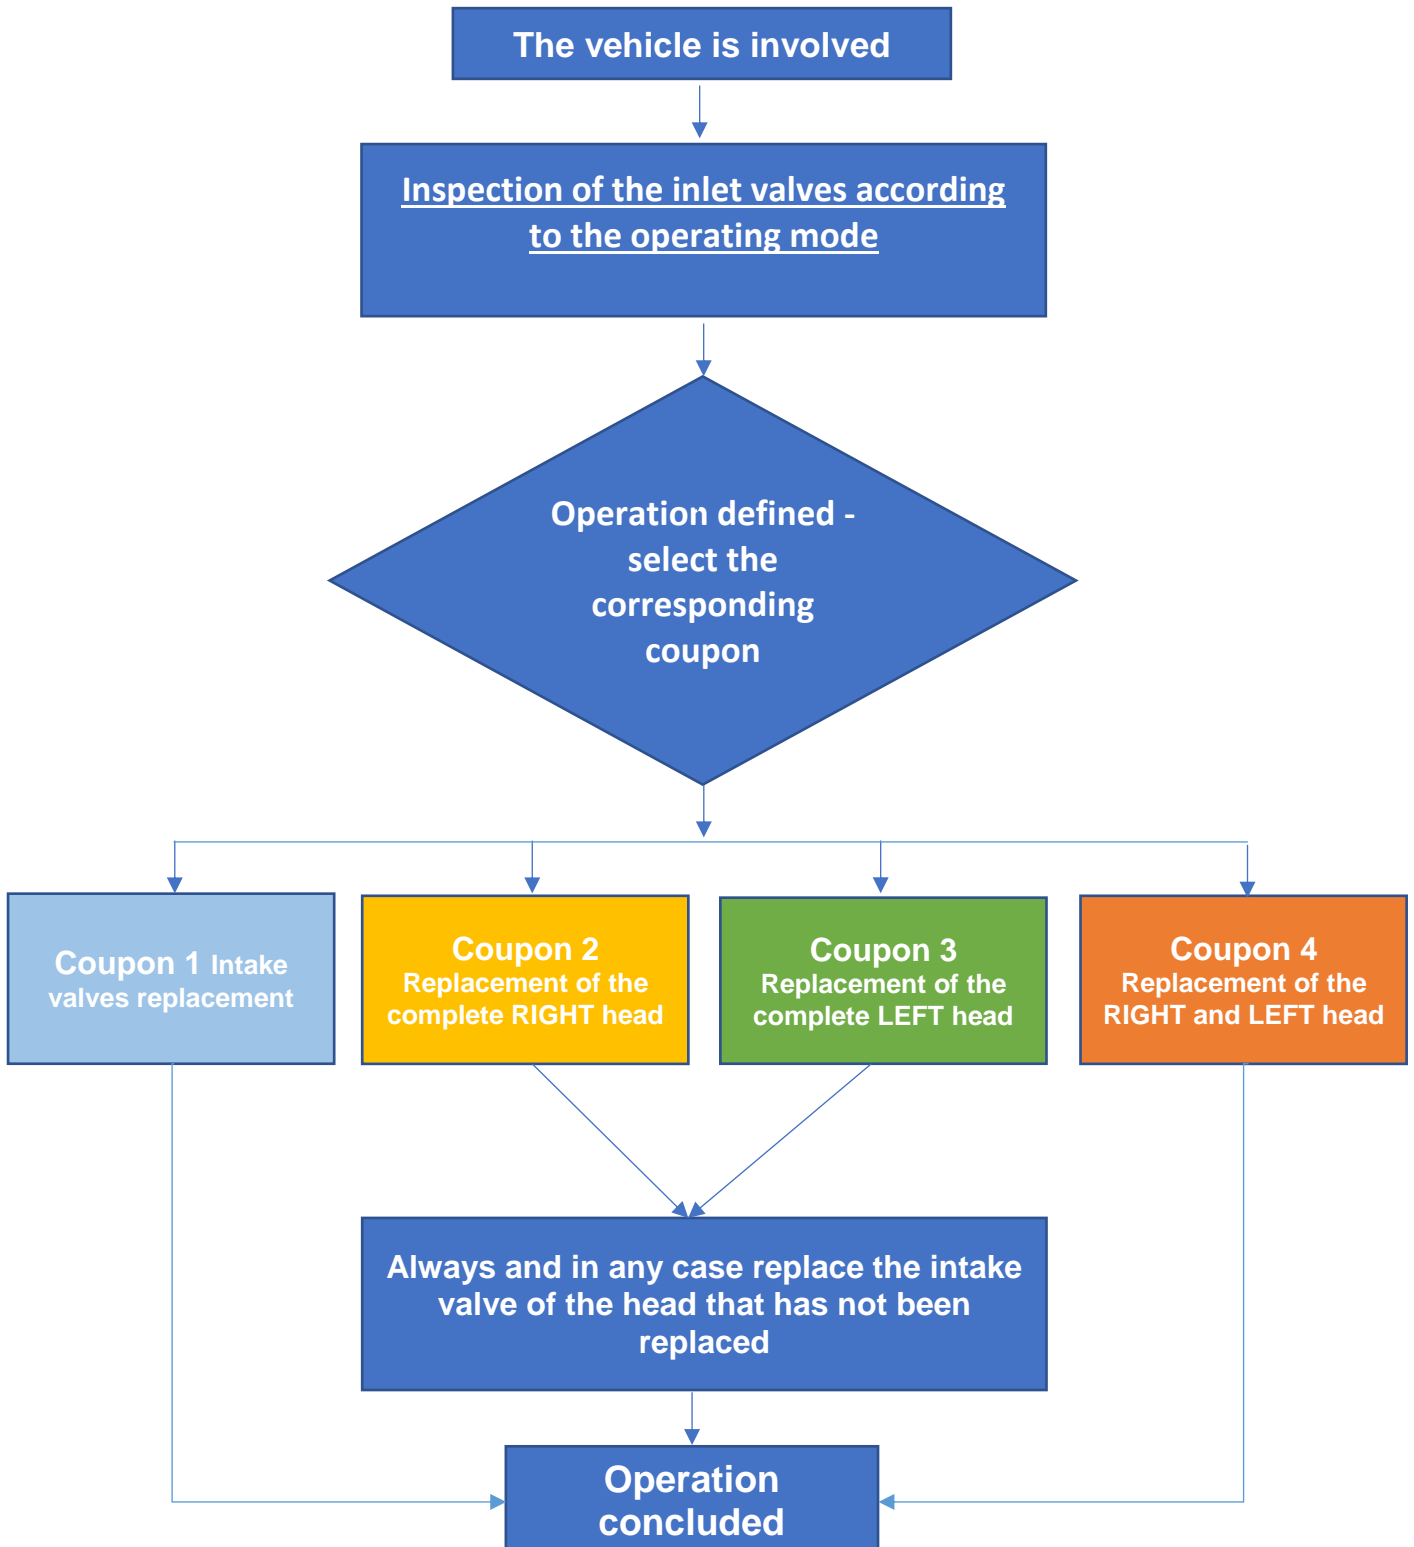 The vehicle is involved
Inspection of the inlet valves according
to the operating mode
Operation defined -
select the
corresponding
coupon
Coupon 1 Intake
valves replacement
Coupon 2
Replacement of the
complete RIGHT head
Coupon 3
Replacement of the
complete LEFT head
Coupon 4
Replacement of the
RIGHT and LEFT head
Always and in any case replace the intake
valve of the head that has not been
replaced
Operation
concluded